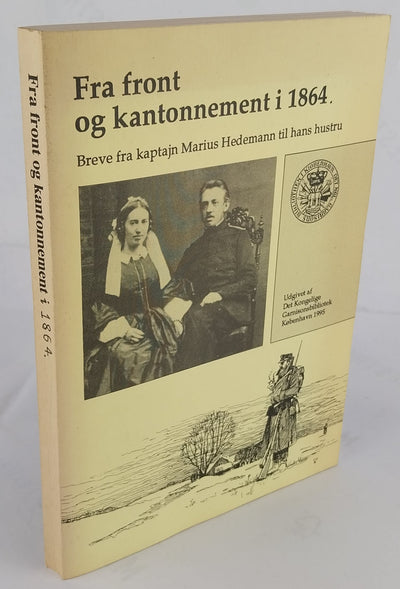 Fra front og kantonnement i 1864.
Fra front
og kantonnement i 1864.
Breve fra kaptajn Marius Hedemann til hans hustru
Udgivet af
Det Kongelige
Garnisonsbibliotek
København 1995